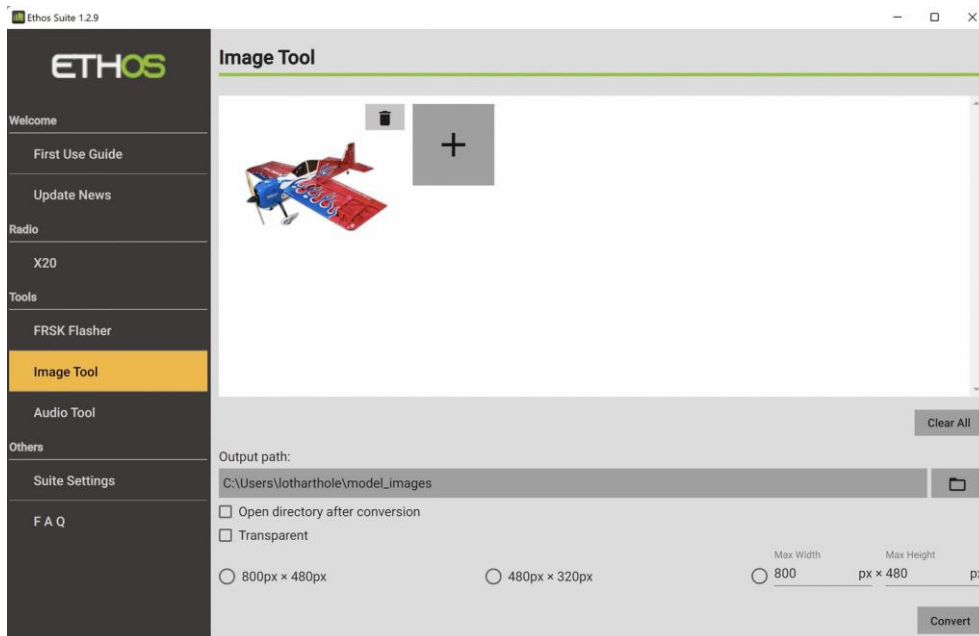 Ethos Suite 1.2.9
ETHOS
Welcome
First Use Guide
Update News
Radio
X20
Tools
FRSK Flasher
Image Tool
Audio Tool
Others
Suite Settings
F A Q
Image Tool
+
Clear All
Output path:
C:\Users\lotharthole\model_images
Open directory after conversion
Transparent
800px × 480px
480px × 320px
Max Width
Max Height
800 px × 480 px
Convert